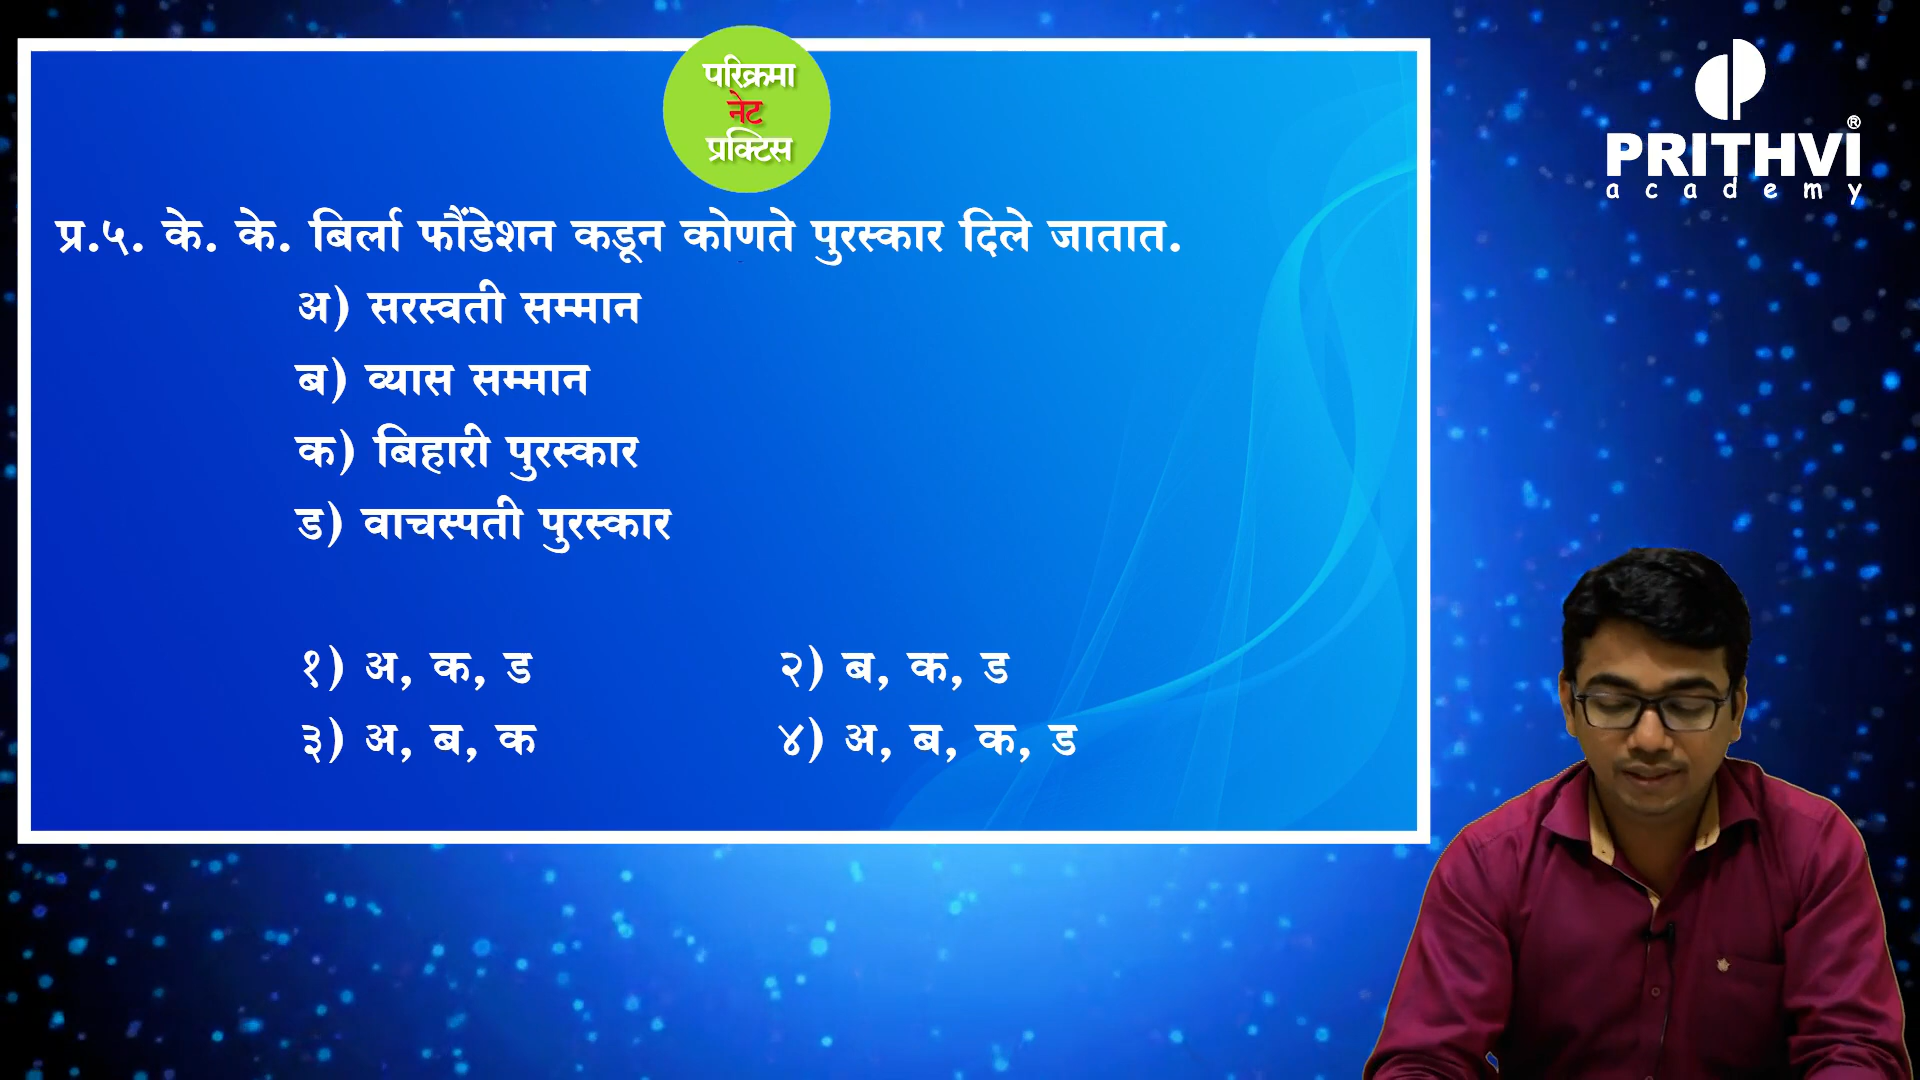 परिक्रमा
नेट
प्रक्टिस
PRITHVi®
academy
प्र.५. के. के. बिर्ला फौंडेशन कडून कोणते पुरस्कार दिले जातात.
अ) सरस्वती सम्मान
ब) व्यास सम्मान
क) बिहारी पुरस्कार
ड) वाचस्पती पुरस्कार
१) अ, क, ड २) ब, क, ड
३) अ, ब, क ४) अ, ब, क, ड